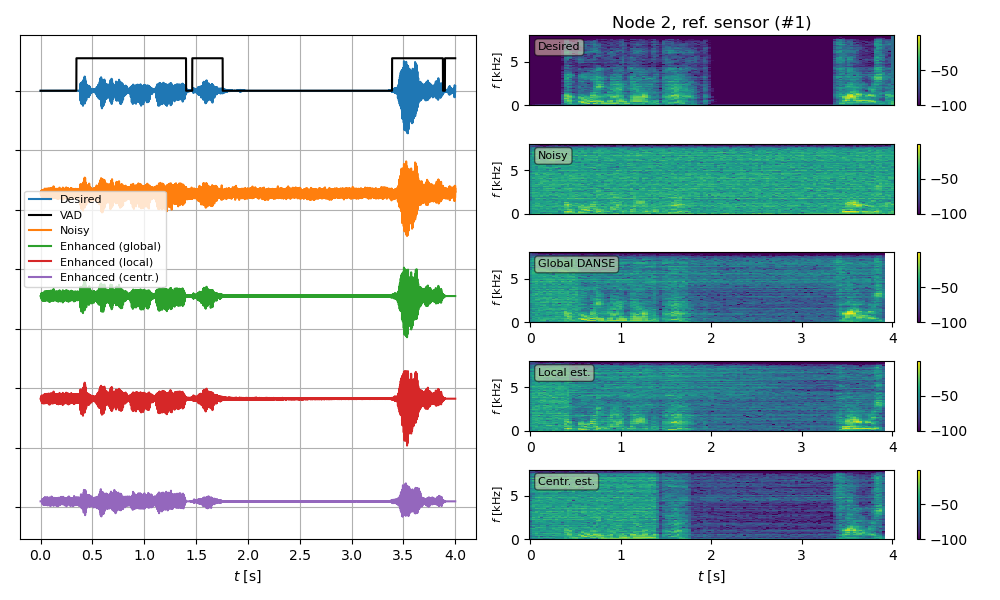 Node 2, ref. sensor (#1)
Desired
VAD
Noisy
Enhanced (global)
Enhanced (local)
Enhanced (centr.)
0.0 0.5 1.0 1.5 2.0 2.5 3.0 3.5 4.0
t [s]
Desired
f [kHz]
5
0
−50
−100
Noisy
f [kHz]
5
0
−50
−100
Global DANSE
f [kHz]
5
0
0 1 2 3 4
−50
−100
Local est.
f [kHz]
5
0
0 1 2 3 4
−50
−100
Centr. est.
f [kHz]
5
0
0 1 2 3 4
−50
−100
t [s]